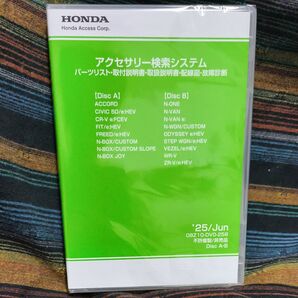 HONDA
Honda Access Corp.
アクセサリー検索システム
パーツリスト・取付説明書・取扱説明書・配線図・故障診断
【Disc A】
ACCORD
CIVIC 5D/e:HEV
CR-V e:FCEV
FIT/e:HEV
FREED/e:HEV
N-BOX/CUSTOM
N-BOX/CUSTOM SLOPE
N-BOX JOY
【Disc B】
N-ONE
N-VAN
N-VAN e:
N-WGN/CUSTOM
ODYSSEY e:HEV
STEP WGN/e:HEV
VEZEL/e:HEV
WR-V
ZR-V/e:HEV
'25/Jun
08Z10-DVD-256
不許複製/非売品
Disc A・B